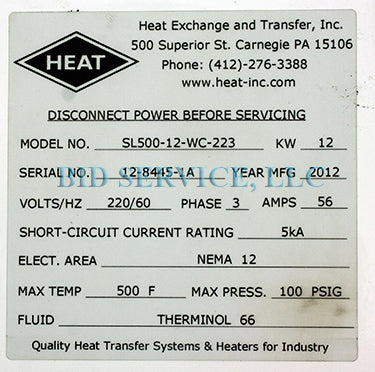 HEAT
Heat Exchange and Transfer, Inc.
500 Superior St. Carnegie PA 15106
Phone: (412)-276-3388
www.heat-inc.com
DISCONNECT POWER BEFORE SERVICING
MODEL NO. SL500-12-WC-223 KW 12
SERIAL NO. 12-8445-1A YEAR MFG 2012
BID SERVICE, LLC
VOLTS/HZ 220/60 PHASE 3 AMPS 56
SHORT-CIRCUIT CURRENT RATING 5kA
ELECT. AREA NEMA 12
MAX TEMP 500 F MAX PRESS. 100 PSIG
FLUID THERMINOL 66
Quality Heat Transfer Systems & Heaters for Industry